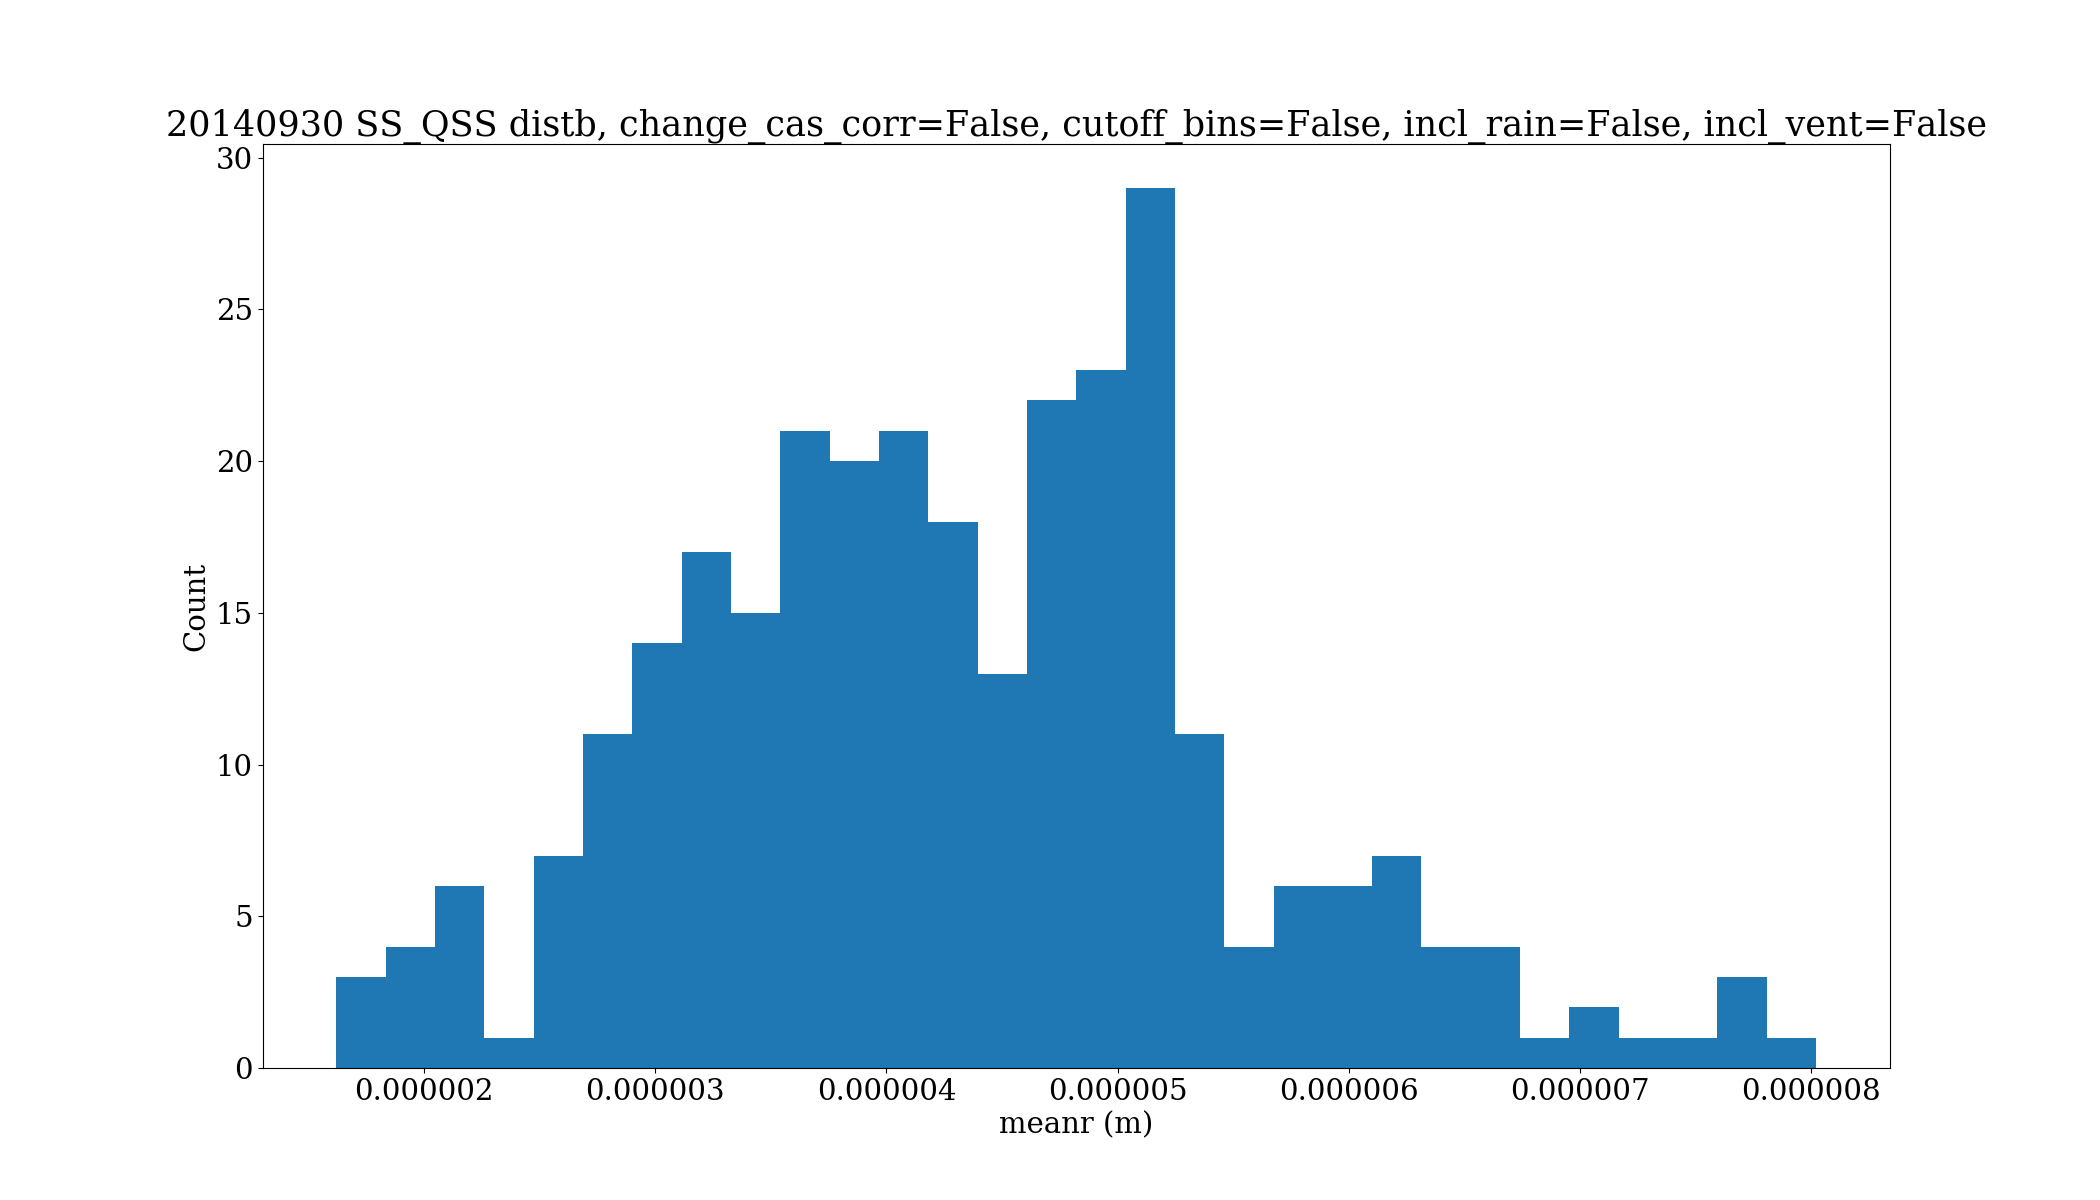 20140930 SS_QSS distb, change_cas_corr=False, cutoff_bins=False, incl_rain=False, incl_vent=False
30
25
20
15
10
5
0
Count
0.000002 0.000003 0.000004 0.000005 0.000006 0.000007 0.000008
meanr (m)